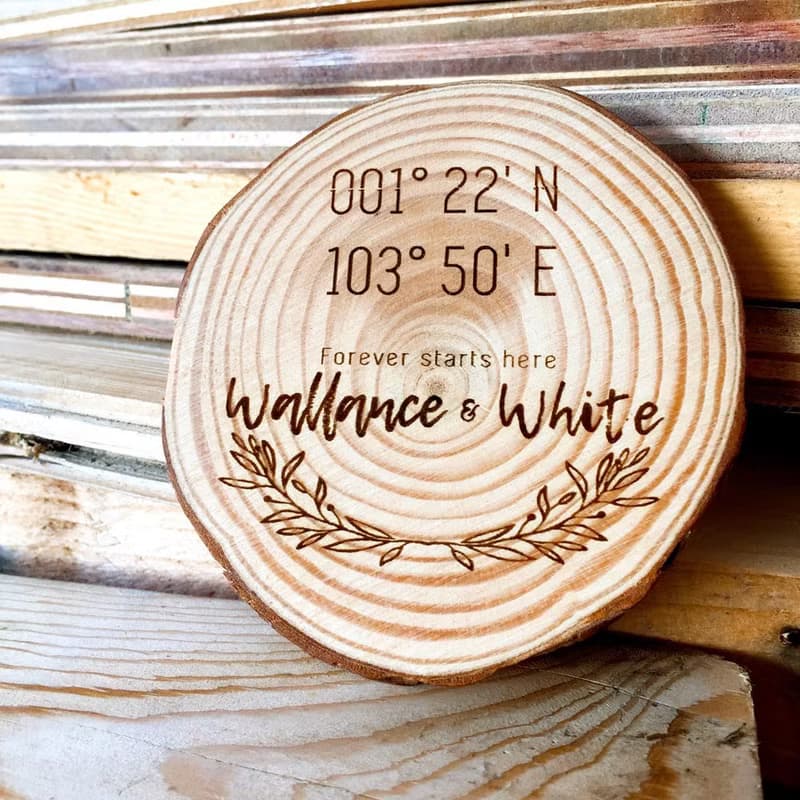 001° 22' N
103° 50' E
Forever starts here
Wallance & White